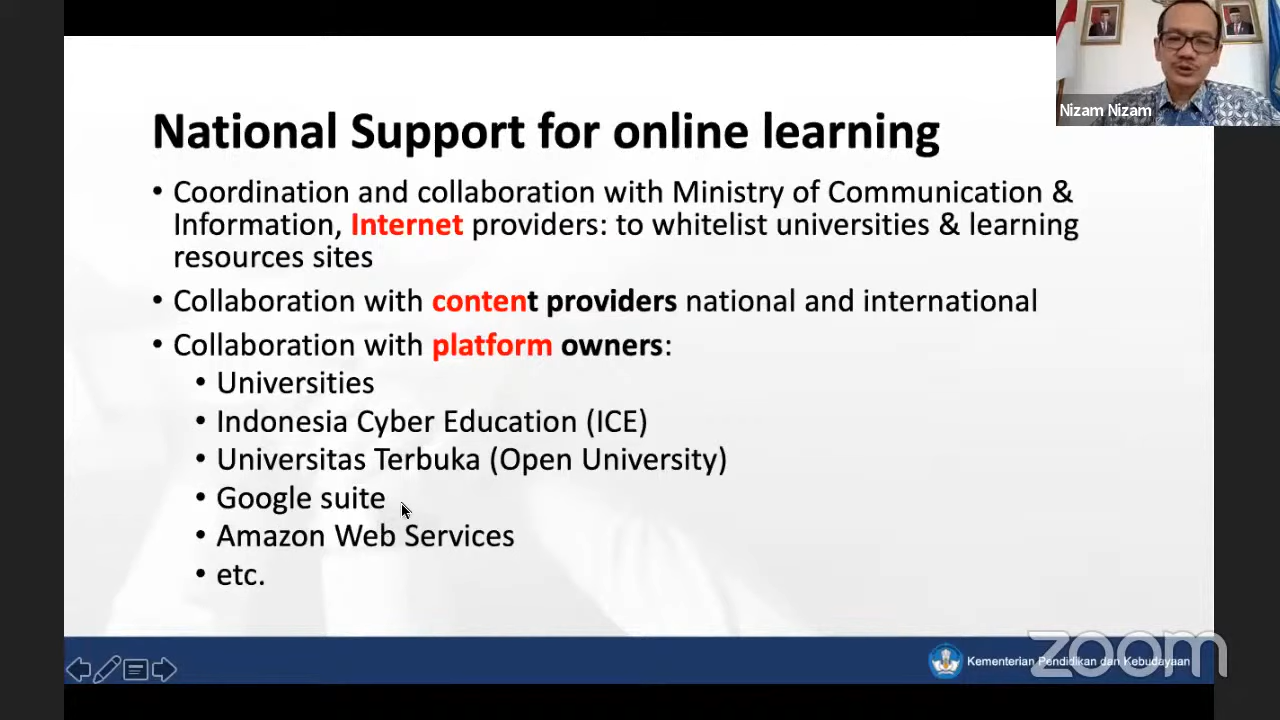 Nizam Nizam
National Support for online learning
• Coordination and collaboration with Ministry of Communication &
Information, Internet providers: to whitelist universities & learning
resources sites
• Collaboration with content providers national and international
• Collaboration with platform owners:
• Universities
• Indonesia Cyber Education (ICE)
• Universitas Terbuka (Open University)
• Google suite
• Amazon Web Services
• etc.
Kementerian Pendidikan dan Kebudayaan
zoom